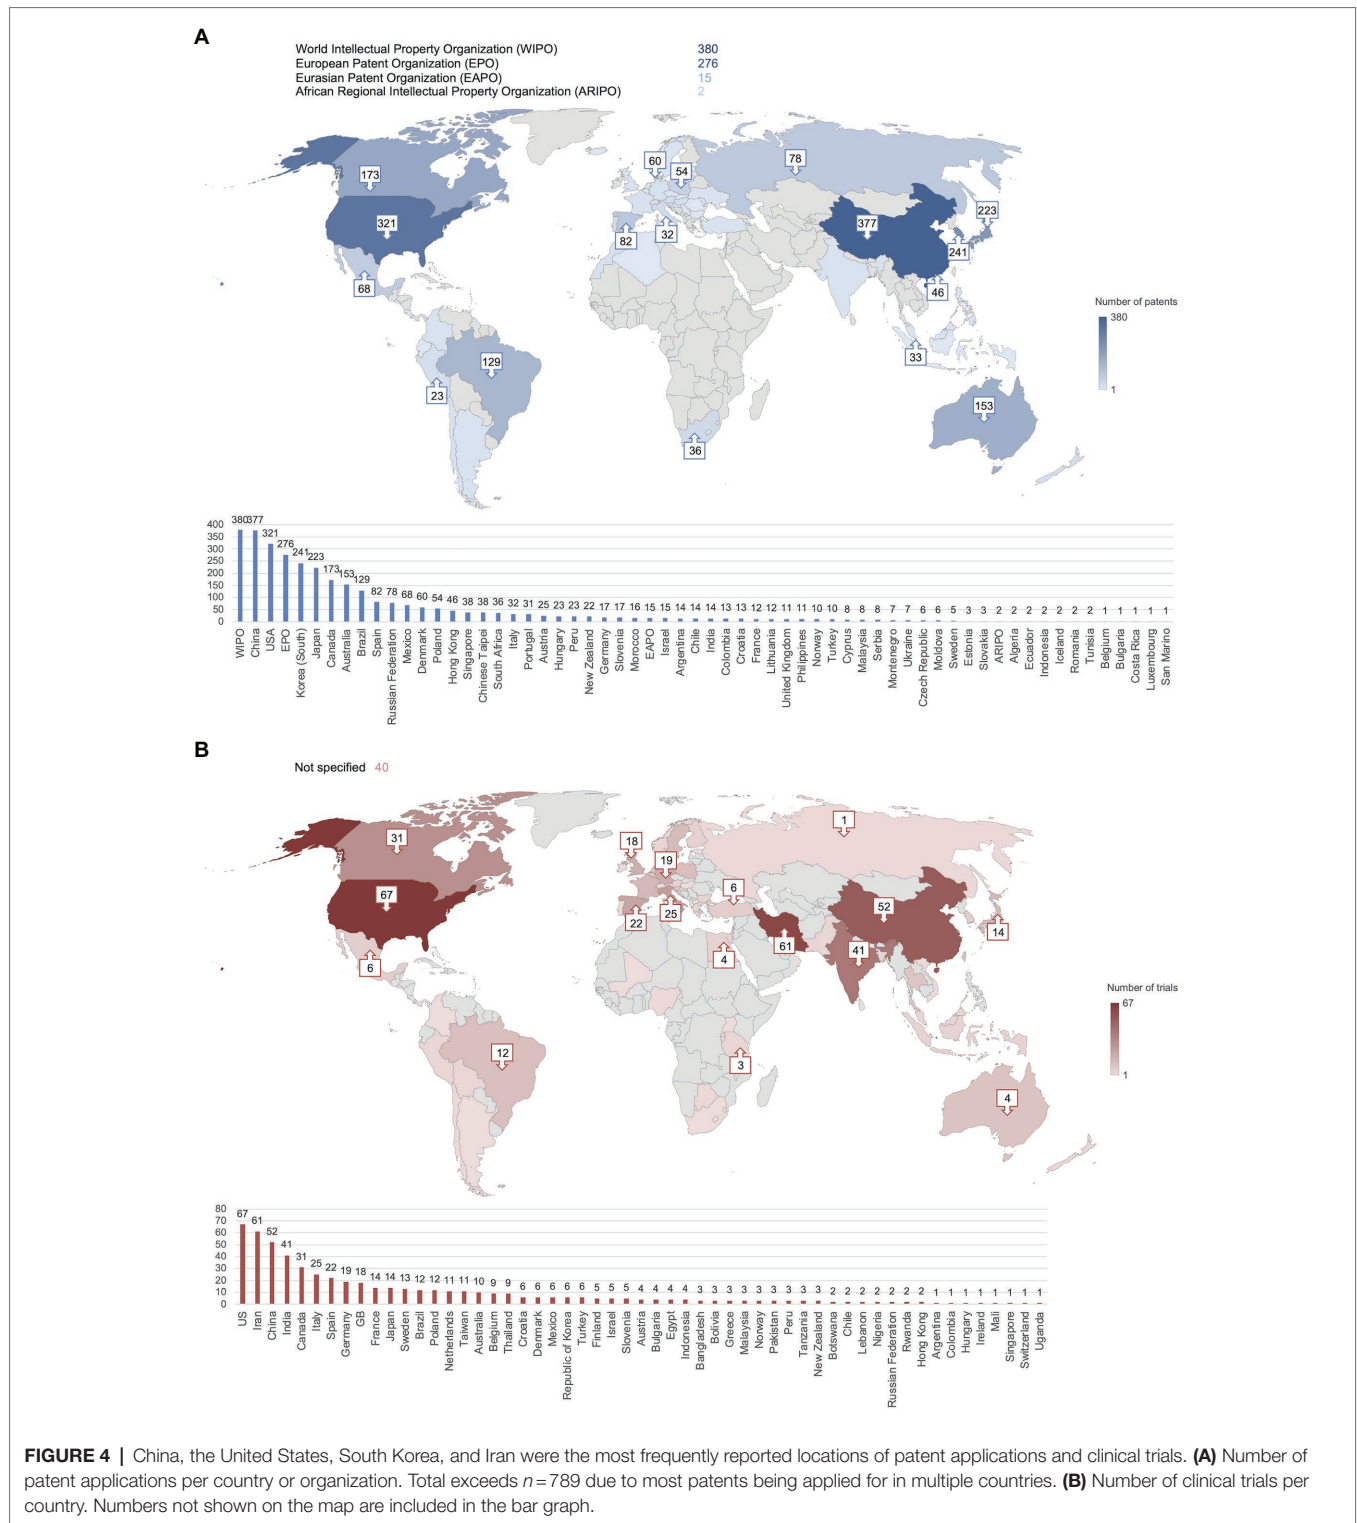 A
World Intellectual Property Organization (WIPO) 380
European Patent Organization (EPO) 276
Eurasian Patent Organization (EAPO) 15
African Regional Intellectual Property Organization (ARIPO) 2
173
60
54
78
321
377
223
82
32
241
68
46
Number of patents
380
1
129
33
23
153
36
400
350
300
250
200
150
100
50
0
380 377 321 276 241 223 173 153 129 82 78 68 60 54 46 38 38 36 32 31 25 23 23 22 17 17 16 15 15 14 14 14 13 13 12 12 11 11 10 10 8 8 8 7 7 6 6 5 3 3 2 2 2 2 2 2 2 1 1 1 1 1
WIPO
China
USA
EPO
Korea (South)
Japan
Canada
Australia
Brazil
Spain
Russian Federation
Mexico
Denmark
Poland
Hong Kong
Singapore
Chinese Taipei
South Africa
Italy
Portugal
Austria
Hungary
Peru
New Zealand
Germany
Slovenia
Morocco
EAPO
Israel
Argentina
Chile
India
Colombia
Croatia
France
Lithuania
United Kingdom
Philippines
Norway
Turkey
Cyprus
Malaysia
Serbia
Montenegro
Ukraine
Czech Republic
Moldova
Sweden
Estonia
Slovakia
ARIPO
Algeria
Ecuador
Indonesia
Iceland
Romania
Tunisia
Belgium
Bulgaria
Costa Rica
Luxembourg
San Marino
B
Not specified 40
31
18
19
1
67
6
52
22
25
14
61
41
6
4
Number of trials
67
1
12
3
4
80
70
60
50
40
30
20
10
0
67 61 52 41 31 25 22 19 18 14 14 13 12 12 11 11 10 9 9 6 6 6 6 6 5 5 5 4 4 4 4 3 3 3 3 3 3 3 3 3 2 2 2 2 2 2 2 1 1 1 1 1 1 1 1
US
Iran
China
India
Canada
Italy
Spain
Germany
GB
France
Japan
Sweden
Brazil
Poland
Netherlands
Taiwan
Australia
Belgium
Thailand
Croatia
Denmark
Mexico
Republic of Korea
Turkey
Finland
Israel
Slovenia
Austria
Bulgaria
Egypt
Indonesia
Bangladesh
Bolivia
Greece
Malaysia
Norway
Pakistan
Peru
Tanzania
New Zealand
Botswana
Chile
Lebanon
Nigeria
Russian Federation
Rwanda
Hong Kong
Argentina
Colombia
Hungary
Ireland
Mali
Singapore
Switzerland
Uganda
FIGURE 4 | China, the United States, South Korea, and Iran were the most frequently reported locations of patent applications and clinical trials. (A) Number of
patent applications per country or organization. Total exceeds n=789 due to most patents being applied for in multiple countries. (B) Number of clinical trials per
country. Numbers not shown on the map are included in the bar graph.